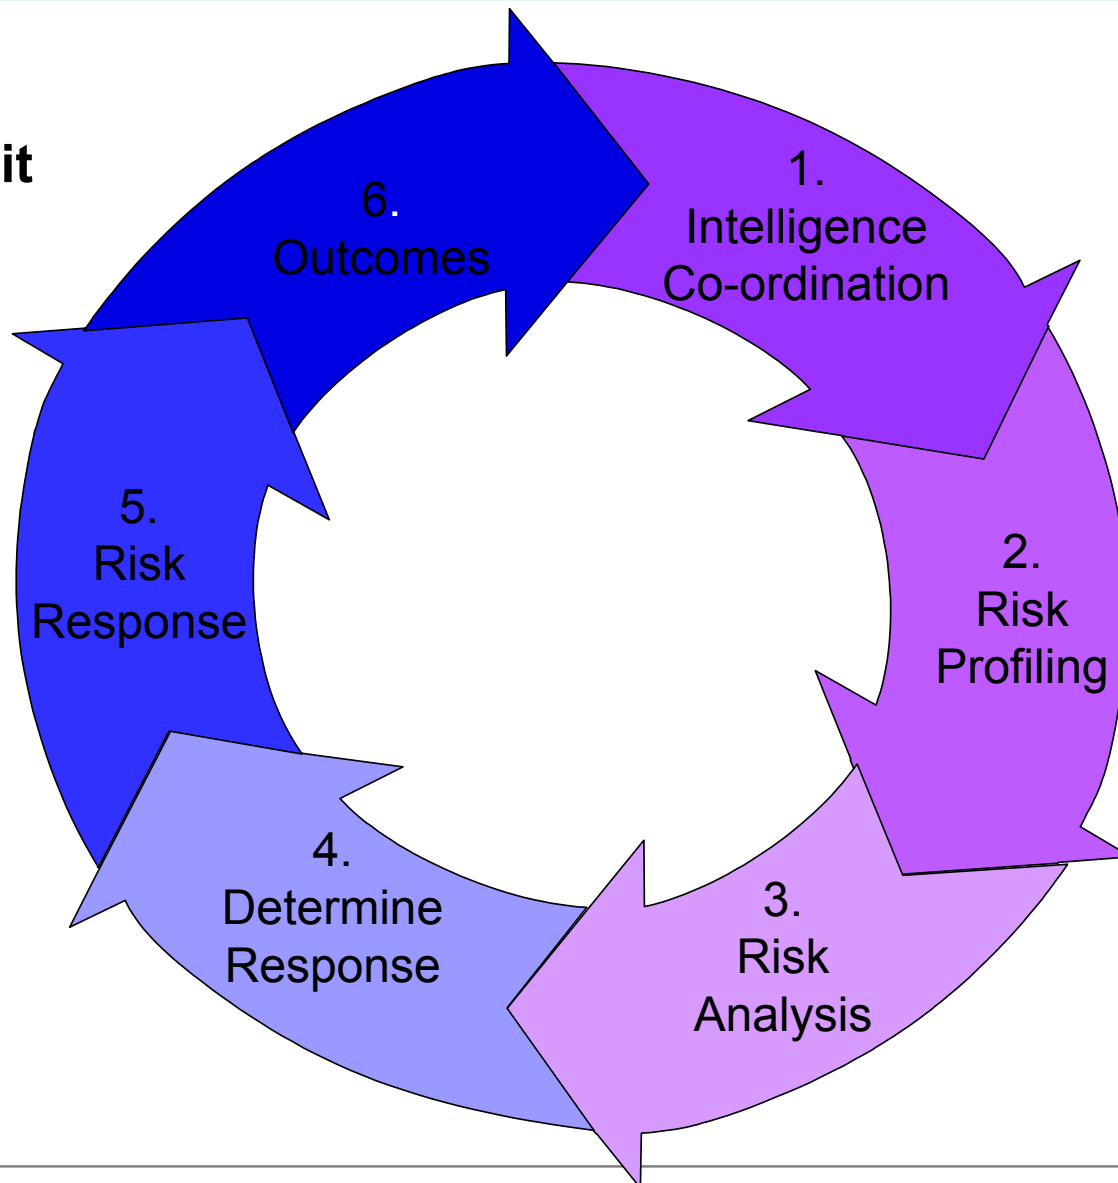 it
1.
Intelligence
Co-ordination
2.
Risk
Profiling
3.
Risk
Analysis
4.
Determine
Response
5.
Risk
Response
6.
Outcomes